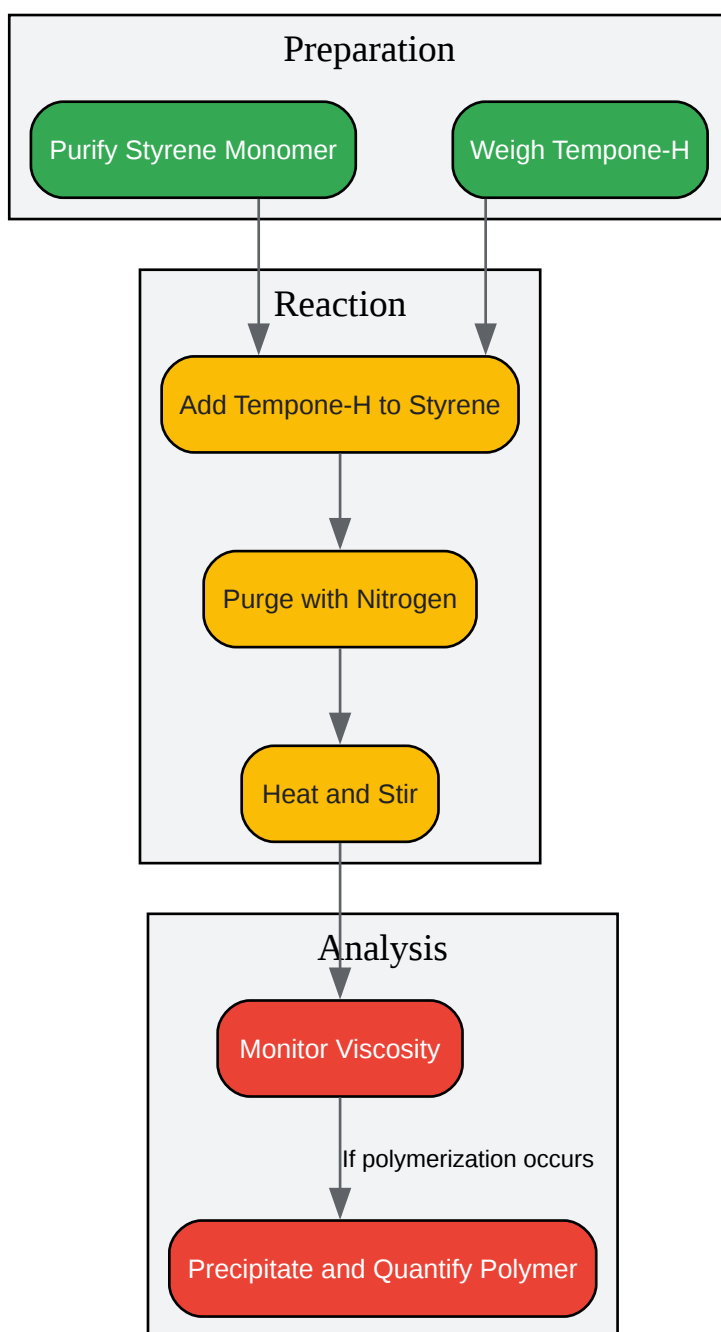 Preparation
Purify Styrene Monomer
Weigh Tempone-H
Reaction
Add Tempone-H to Styrene
Purge with Nitrogen
Heat and Stir
Analysis
Monitor Viscosity
If polymerization occurs
Precipitate and Quantify Polymer